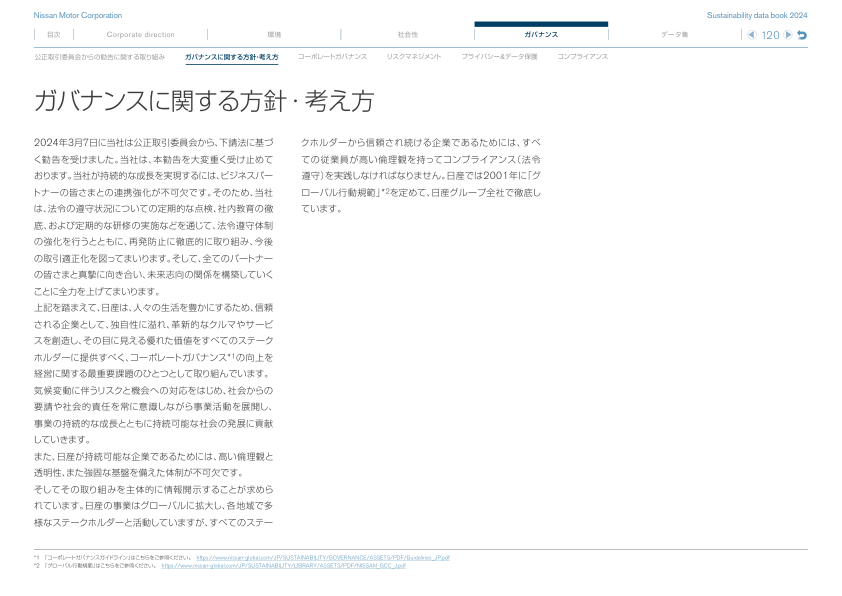 Nissan Motor Corporation
Sustainability data book 2024
目次
Corporate direction
環境
社会性
ガバナンス
データ集
120
公正取引委員会からの勧告に関する取り組み
ガバナンスに関する方針・考え方
コーポレートガバナンス
リスクマネジメント
プライバシー&データ保護
コンプライアンス
ガバナンスに関する方針・考え方
2024年3月7日に当社は公正取引委員会から、下請法に基づ
く勧告を受けました。当社は、本勧告を大変重く受け止めて
おります。当社が持続的な成長を実現するには、ビジネスパー
トナーの皆さまとの連携強化が不可欠です。そのため、当社
は、法令の遵守状況についての定期的な点検、社内教育の徹
底、および定期的な研修の実施などを通じて、法令遵守体制
の強化を行うとともに、再発防止に徹底的に取り組み、今後
の取引適正化を図ってまいります。そして、全てのパートナー
の皆さまと真摯に向き合い、未来志向の関係を構築していく
ことに全力を上げてまいります。
上記を踏まえて、日産は、人々の生活を豊かにするため、信頼
される企業として、独自性に溢れ、革新的なクルマやサービ
スを創造し、その目に見える優れた価値をすべてのステーク
ホルダーに提供すべく、コーポレートガバナンス*1の向上を
経営に関する最重要課題のひとつとして取り組んでいます。
気候変動に伴うリスクと機会への対応をはじめ、社会からの
要請や社会的責任を常に意識しながら事業活動を展開し、
事業の持続的な成長とともに持続可能な社会の発展に貢献
していきます。
また、日産が持続可能な企業であるためには、高い倫理観と
透明性、また強固な基盤を備えた体制が不可欠です。
そしてその取り組みを主体的に情報開示することが求めら
れています。日産の事業はグローバルに拡大し、各地域で多
様なステークホルダーと活動していますが、すべてのステー
クホルダーから信頼され続ける企業であるためには、すべ
ての従業員が高い倫理観を持ってコンプライアンス(法令
遵守)を実践しなければなりません。日産では2001年に「グ
ローバル行動規範」*2を定めて、日産グループ全社で徹底し
ています。
*1 「コーポレートガバナンスガイドライン」はこちらをご参照ください。 https://www.nissan-global.com/JP/SUSTAINABILITY/GOVERNANCE/ASSETS/PDF/Guidelines_JP.pdf
*2 「グローバル行動規範」はこちらをご参照ください。 https://www.nissan-global.com/JP/SUSTAINABILITY/LIBRARY/ASSETS/PDF/NISSAN_GCC_J.pdf